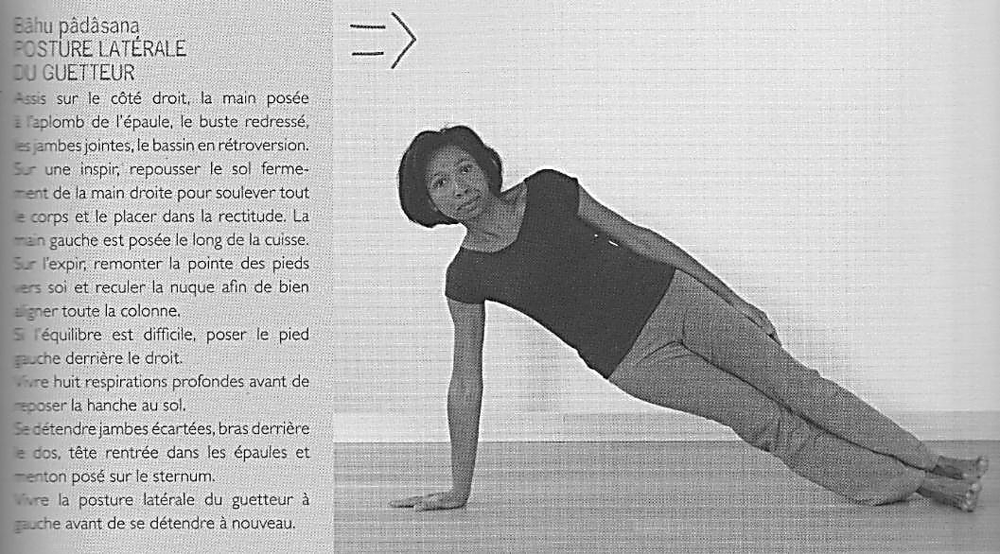 Bâhu pâdâsana
POSTURE LATÉRALE
DU GUETTEUR
Assis sur le côté droit, la main posée
à l'aplomb de l'épaule, le buste redressé,
les jambes jointes, le bassin en rétroversion.
Sur une inspir, repousser le sol ferme-
ment de la main droite pour soulever tout
le corps et le placer dans la rectitude. La
main gauche est posée le long de la cuisse.
Sur l'expir, remonter la pointe des pieds
vers soi et reculer la nuque afin de bien
aligner toute la colonne.
Si l'équilibre est difficile, poser le pied
gauche derrière le droit.
Vivre huit respirations profondes avant de
reposer la hanche au sol.
Se détendre jambes écartées, bras derrière
le dos, tête rentrée dans les épaules et
menton posé sur le sternum.
Vivre la posture latérale du guetteur à
gauche avant de se détendre à nouveau.